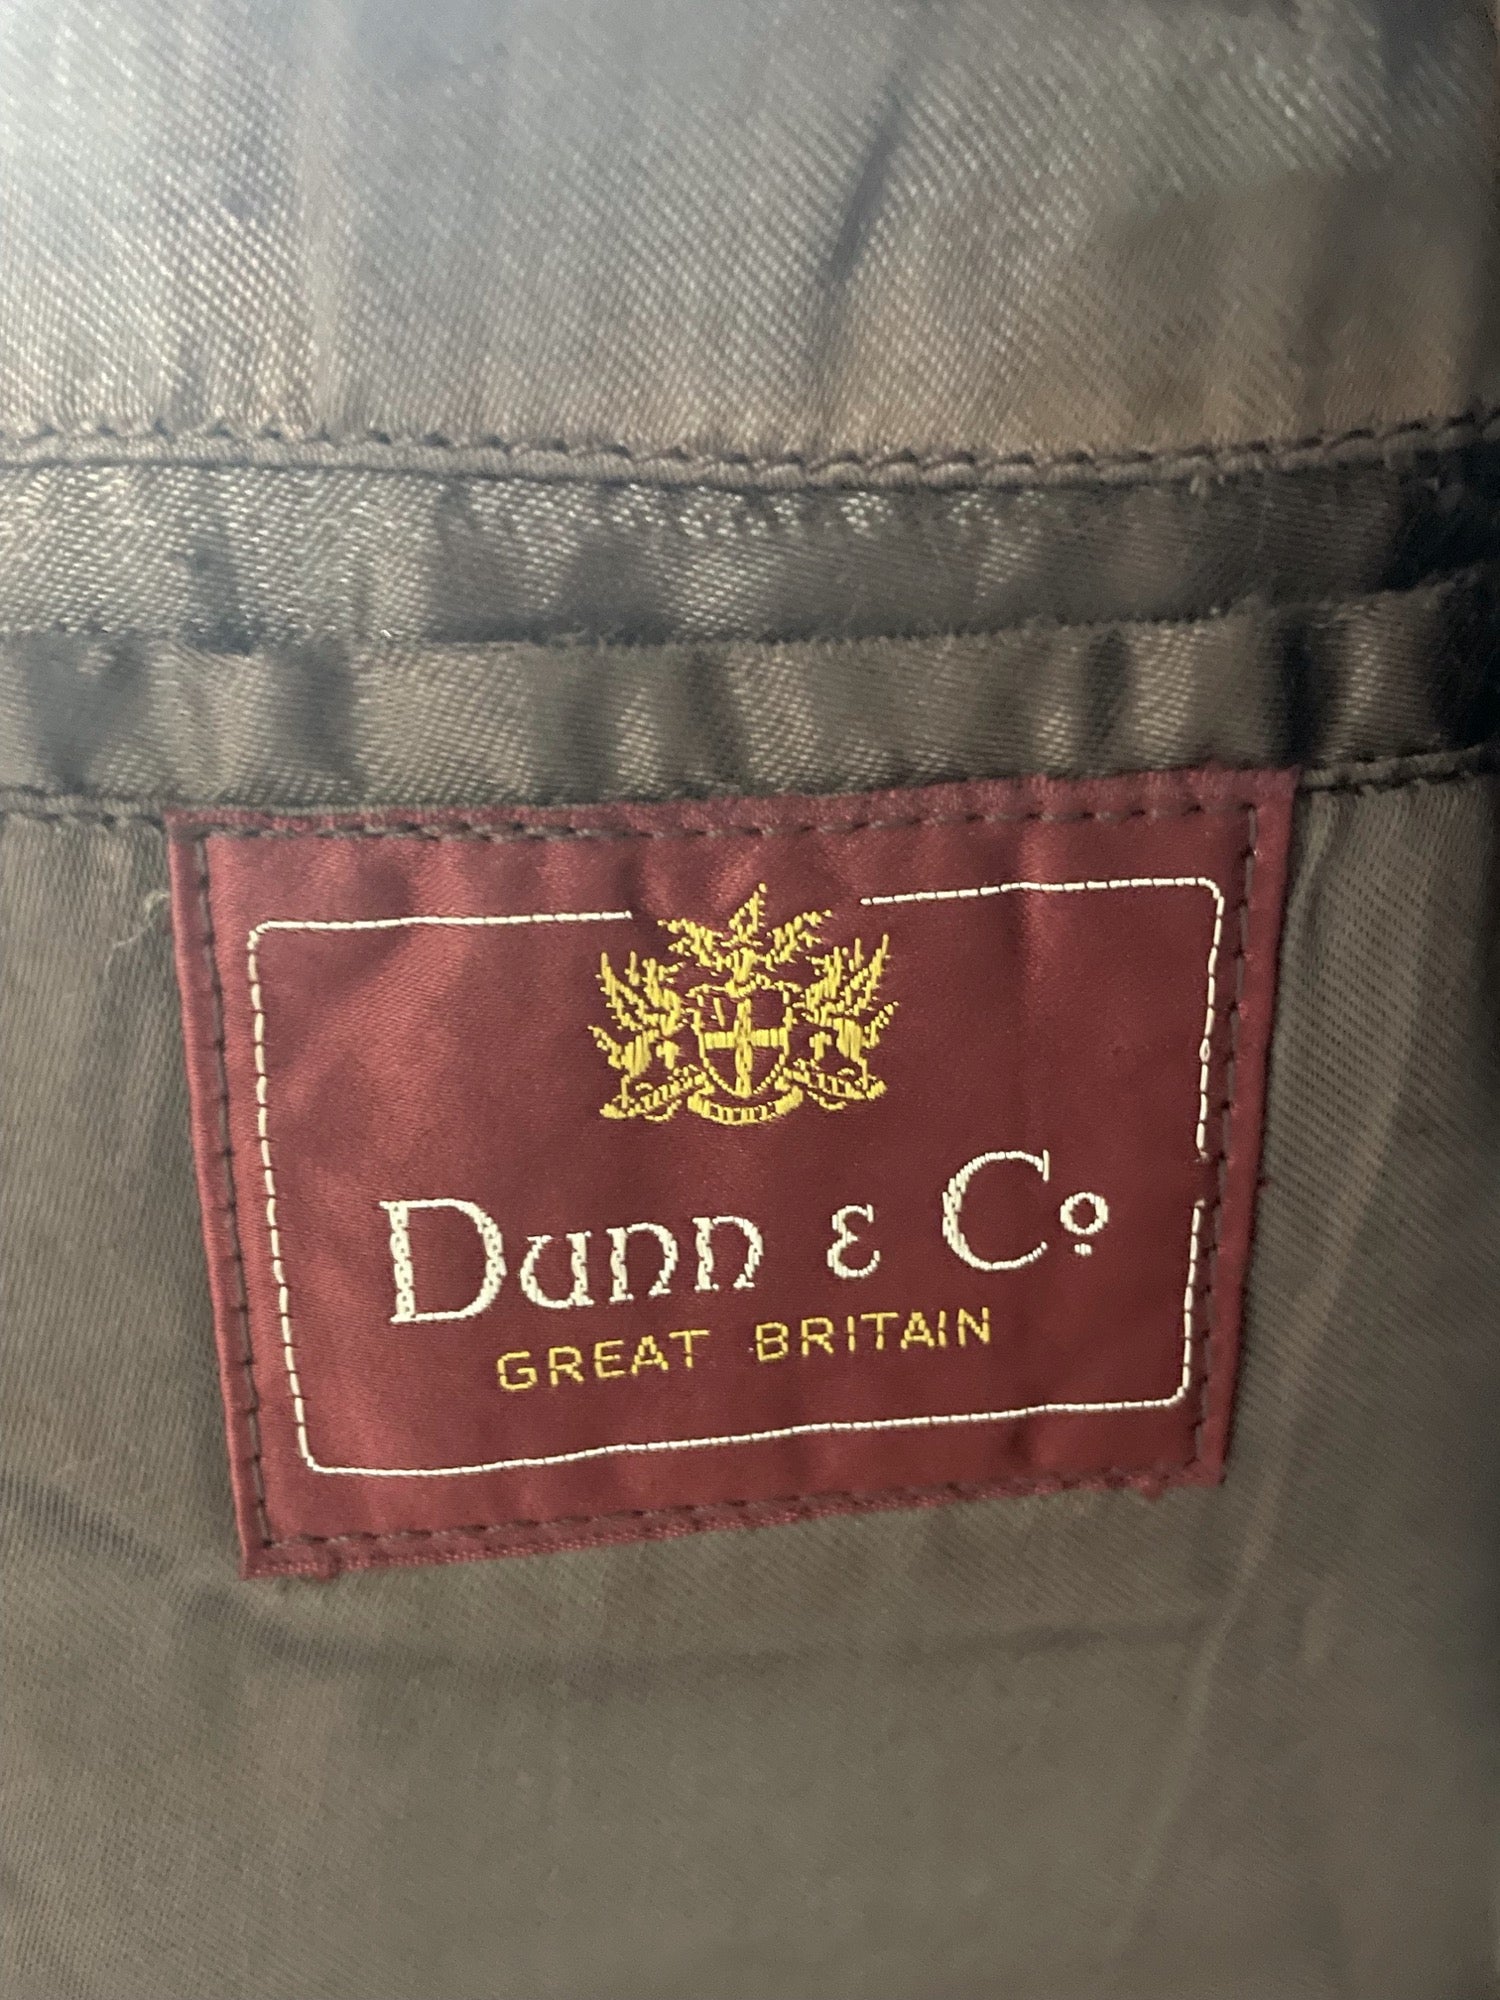 Dunn & Co.
GREAT BRITAIN